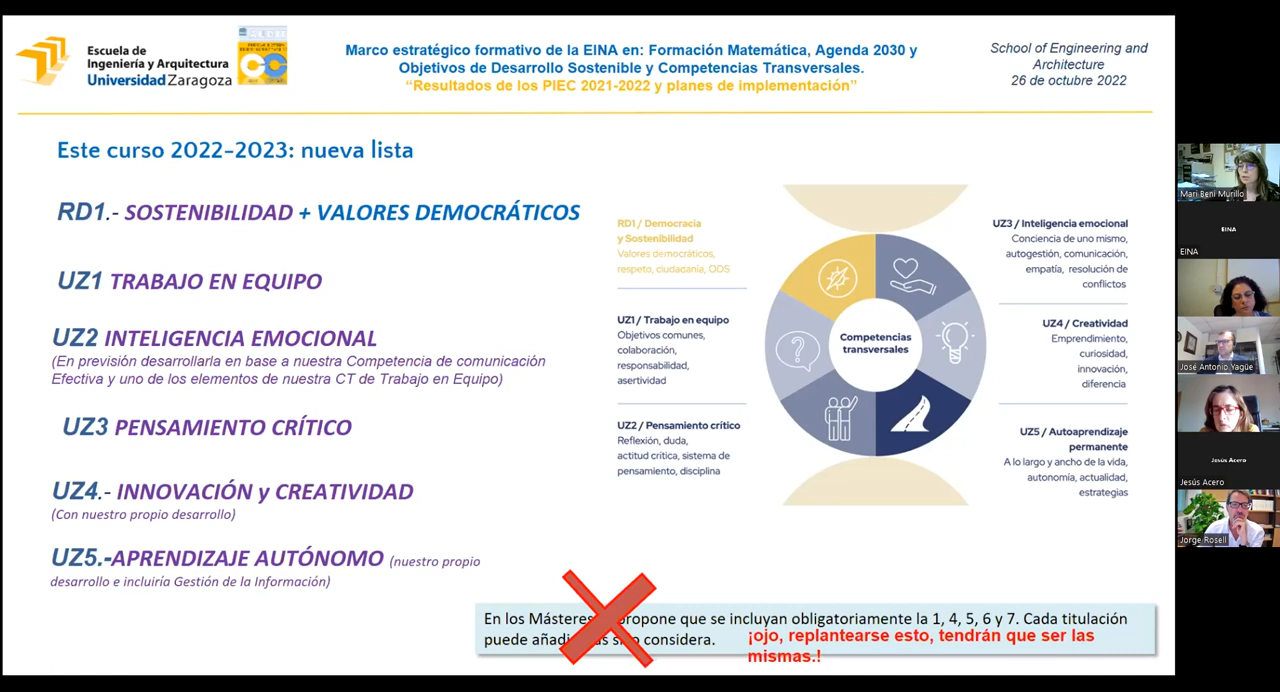 Escuela de
Ingeniería y Arquitectura
Universidad Zaragoza
Marco estratégico formativo de la EINA en: Formación Matemática, Agenda 2030 y
Objetivos de Desarrollo Sostenible y Competencias Transversales.
“Resultados de los PIEC 2021-2022 y planes de implementación”
School of Engineering and
Architecture
26 de octubre 2022
Este curso 2022-2023: nueva lista
RD1.- SOSTENIBILIDAD + VALORES DEMOCRÁTICOS
UZ1 TRABAJO EN EQUIPO
UZ2 INTELIGENCIA EMOCIONAL
(En previsión desarrollarla en base a nuestra Competencia de comunicación
Efectiva y uno de los elementos de nuestra CT de Trabajo en Equipo)
UZ3 PENSAMIENTO CRÍTICO
UZ4.- INNOVACIÓN y CREATIVIDAD
(Con nuestro propio desarrollo)
UZ5.-APRENDIZAJE AUTÓNOMO (nuestro propio
desarrollo e incluiría Gestión de la Información)
RD1 / Democracia
y Sostenibilidad
Valores democráticos,
respeto, ciudadanía, ODS
UZ1 / Trabajo en equipo
Objetivos comunes,
colaboración,
responsabilidad,
asertividad
UZ2 / Pensamiento crítico
Reflexión, duda,
actitud crítica, sistema de
pensamiento, disciplina
Competencias
transversales
UZ3 / Inteligencia emocional
Conciencia de uno mismo,
autogestión, comunicación,
empatía, resolución de
conflictos
UZ4 / Creatividad
Emprendimiento,
curiosidad,
innovación,
diferencia
UZ5 / Autoaprendizaje
permanente
A lo largo y ancho de la vida,
autonomía, actualidad,
estrategias
En los Másteres propone que se incluyan obligatoriamente la 1, 4, 5, 6 y 7. Cada titulación
puede añadir considera.
¡ojo, replantearse esto, tendrán que ser las
mismas.!
Mari Beni Murillo
EINA
EINA
José Antonio Yagüe
Jesús Acero
Jesús Acero
Jorge Rosell